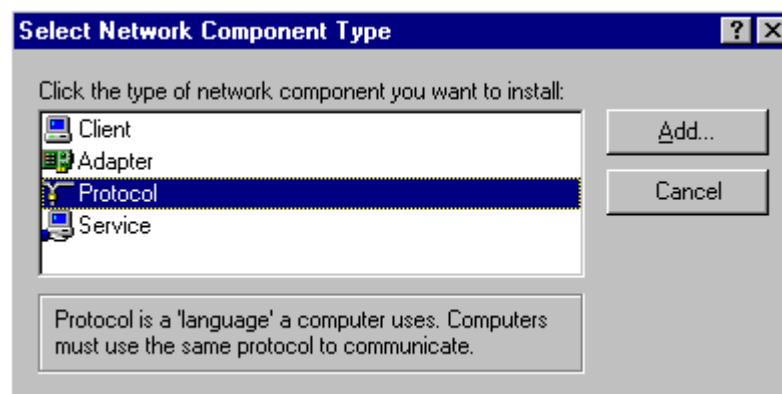 Select Network Component Type
Click the type of network component you want to install:
Client
Adapter
Protocol
Service
Add...
Cancel
Protocol is a 'language' a computer uses. Computers
must use the same protocol to communicate.